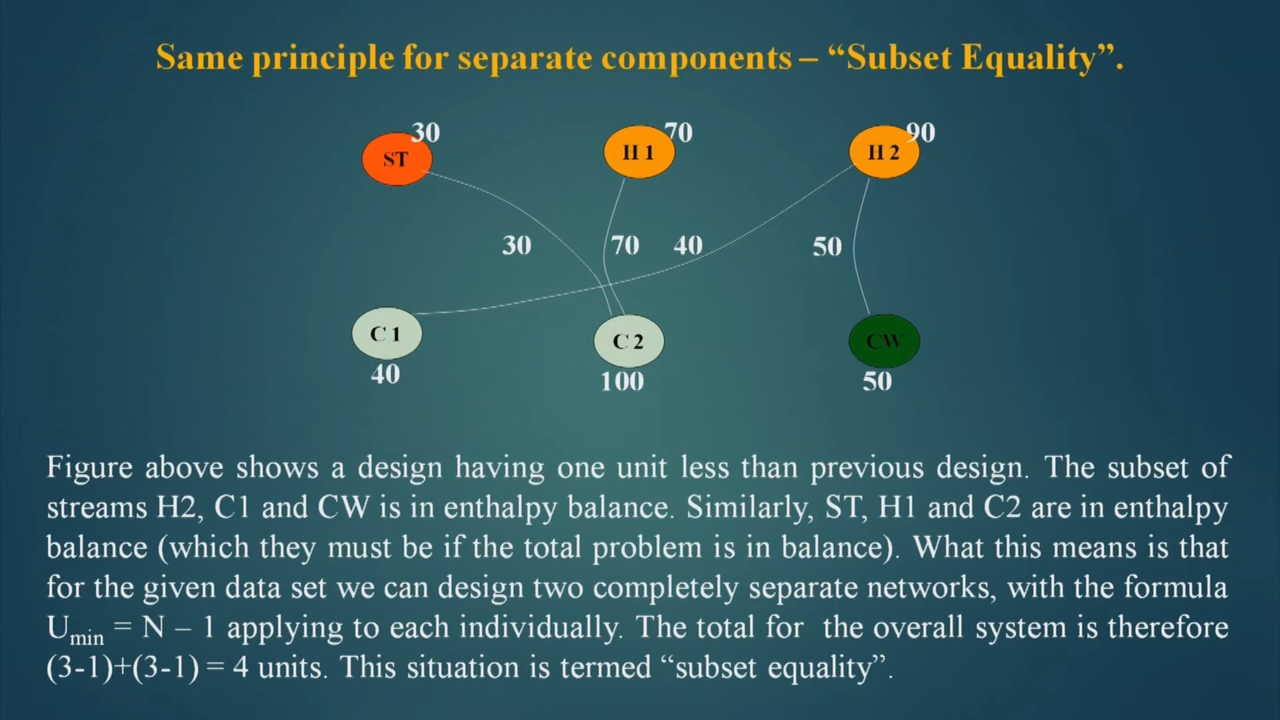 Same principle for separate components – “Subset Equality”.
30 70 90
ST H 1 H 2
30 70 40 50
C 1 C 2 CW
40 100 50
Figure above shows a design having one unit less than previous design. The subset of
streams H2, C1 and CW is in enthalpy balance. Similarly, ST, H1 and C2 are in enthalpy
balance (which they must be if the total problem is in balance). What this means is that
for the given data set we can design two completely separate networks, with the formula
Umin = N – 1 applying to each individually. The total for the overall system is therefore
(3-1)+(3-1) = 4 units. This situation is termed “subset equality”.